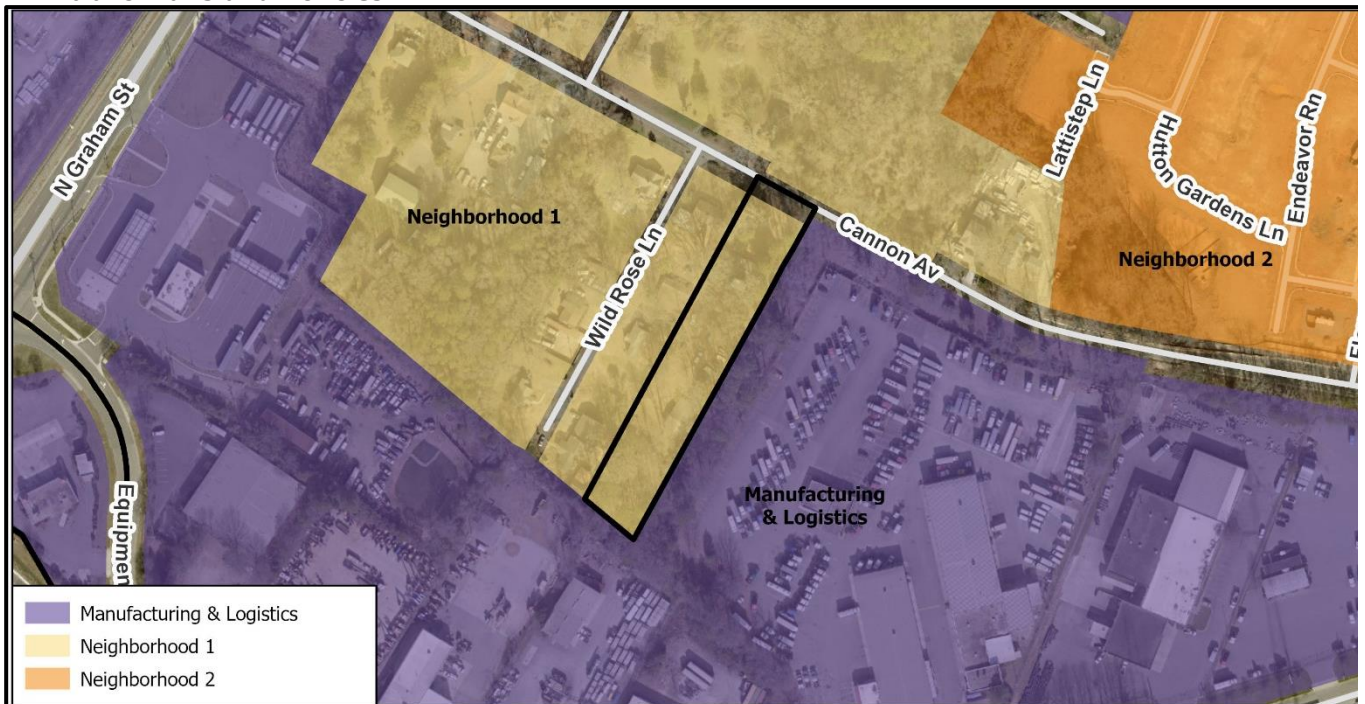 N Graham St
Neighborhood 1
Wild Rose Ln
Cannon Av
Lattistep Ln
Hutton Gardens Ln
Endeavor Rn
Neighborhood 2
Manufacturing
& Logistics
Equipmen
Manufacturing & Logistics
Neighborhood 1
Neighborhood 2